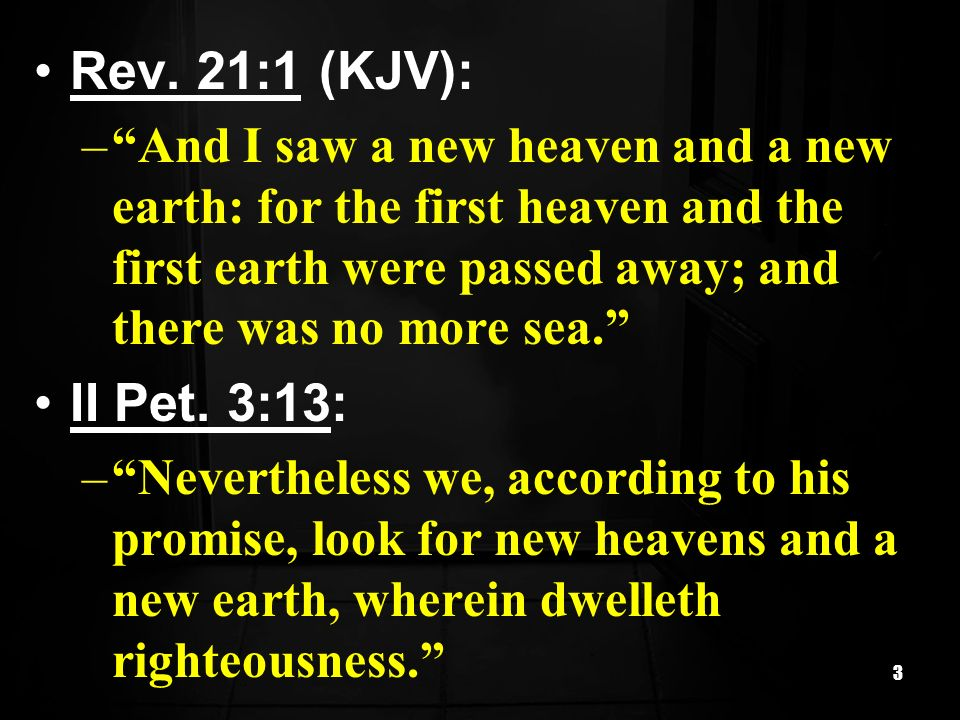 • Rev. 21:1 (KJV):
–“And I saw a new heaven and a new
earth: for the first heaven and the
first earth were passed away; and
there was no more sea.”
• II Pet. 3:13:
–“Nevertheless we, according to his
promise, look for new heavens and a
new earth, wherein dwelleth
righteousness.”
3